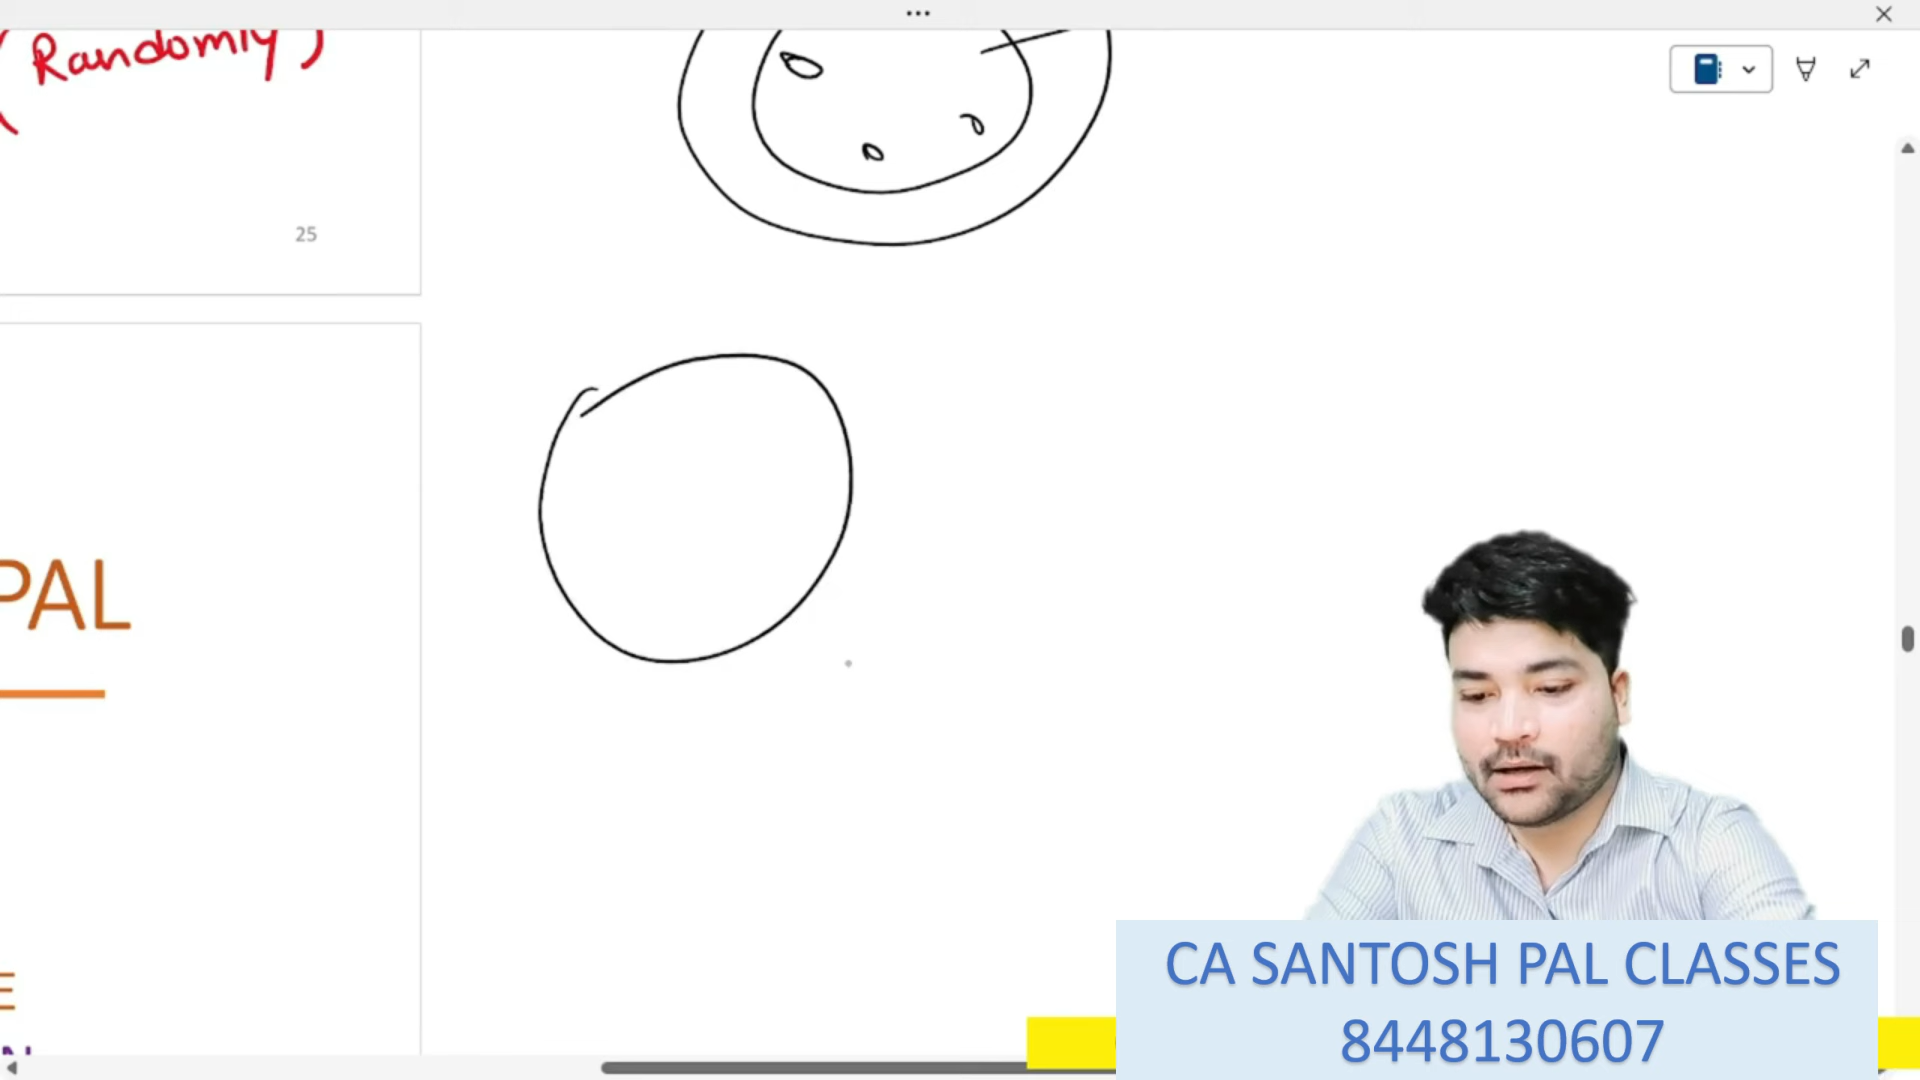 (Randomly)
25
PAL
E
N
CA SANTOSH PAL CLASSES
8448130607